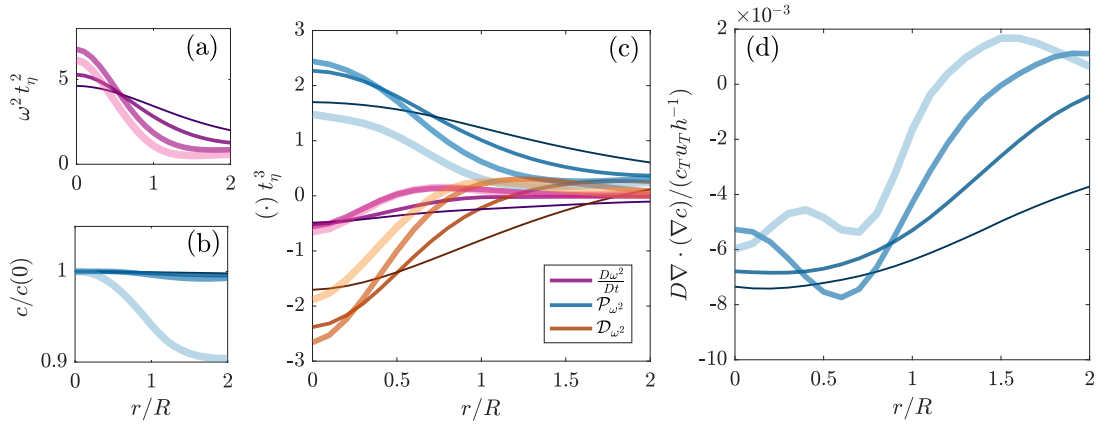 (a)
ω² t_η²
5
0
0
1
2
(b)
c/c(0)
1
0.9
0
1
2
r/R
(c)
(·) t_η³
3
2
1
0
-1
-2
-3
0
0.5
1
1.5
2
r/R
Dω²/Dt
𝒫_ω²
𝒟_ω²
×10⁻³
(d)
D∇ · (∇c)/(c_T u_T h⁻¹)
2
0
-2
-4
-6
-8
-10
0
0.5
1
1.5
2
r/R